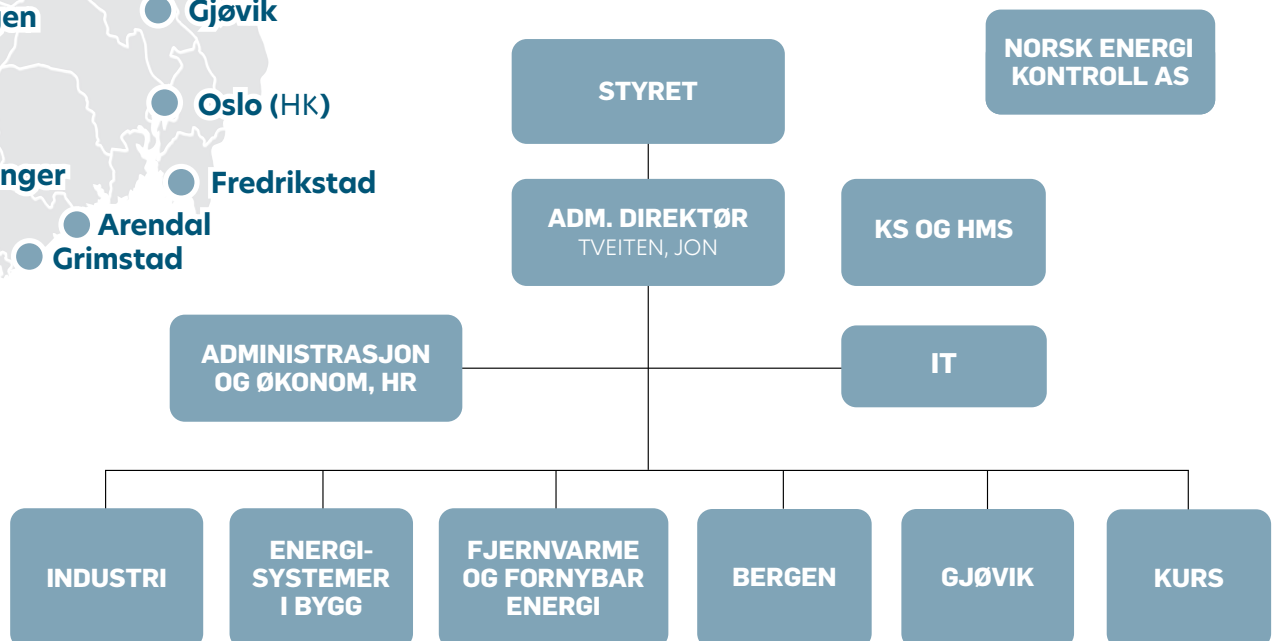 Gjøvik
Oslo (HK)
Fredrikstad
Arendal
Grimstad
NORSK ENERGI
KONTROLL AS
STYRET
ADM. DIREKTØR
TVEITEN, JON
KS OG HMS
ADMINISTRASJON
OG ØKONOM, HR
IT
INDUSTRI
ENERGI-
SYSTEMER
I BYGG
FJERNVARME
OG FORNYBAR
ENERGI
BERGEN
GJØVIK
KURS